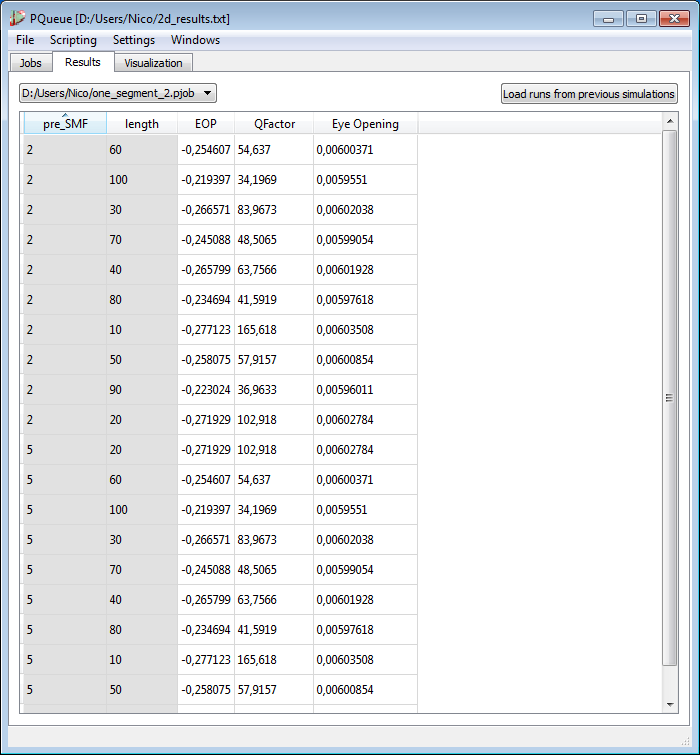 PQueue [D:/Users/Nico/2d_results.txt]
File Scripting Settings Windows
Jobs Results Visualization
D:/Users/Nico/one_segment_2.pjob Load runs from previous simulations
pre_SMF length EOP QFactor Eye Opening
2 60 -0,254607 54,637 0,00600371
2 100 -0,219397 34,1969 0,0059551
2 30 -0,266571 83,9673 0,00602038
2 70 -0,245088 48,5065 0,00599054
2 40 -0,265799 63,7566 0,00601928
2 80 -0,234694 41,5919 0,00597618
2 10 -0,277123 165,618 0,00603508
2 50 -0,258075 57,9157 0,00600854
2 90 -0,223024 36,9633 0,00596011
2 20 -0,271929 102,918 0,00602784
5 20 -0,271929 102,918 0,00602784
5 60 -0,254607 54,637 0,00600371
5 100 -0,219397 34,1969 0,0059551
5 30 -0,266571 83,9673 0,00602038
5 70 -0,245088 48,5065 0,00599054
5 40 -0,265799 63,7566 0,00601928
5 80 -0,234694 41,5919 0,00597618
5 10 -0,277123 165,618 0,00603508
5 50 -0,258075 57,9157 0,00600854